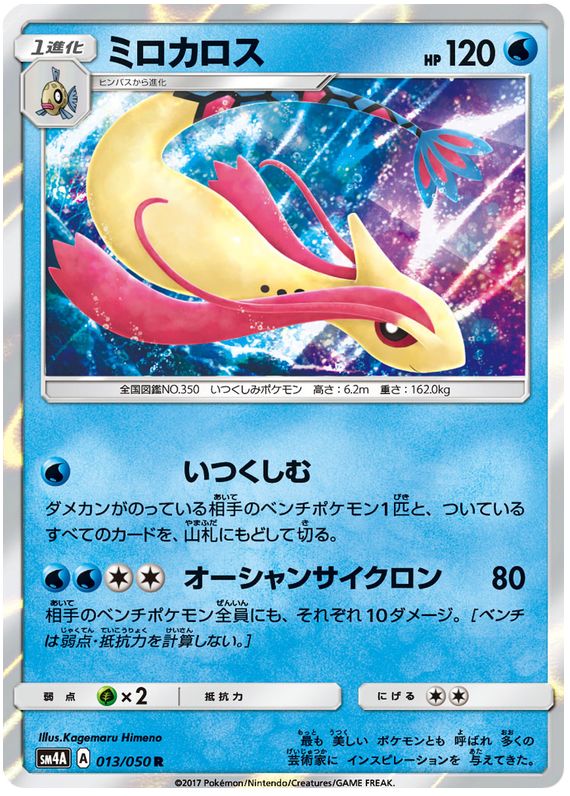 1進化
ミロカロス
HP 120
ヒンバスから進化
全国図鑑NO.350 いつくしみポケモン 高さ:6.2m 重さ:162.0kg
いつくしむ
ダメカンがのっている相手のベンチポケモン1匹と、ついている
すべてのカードを、山札にもどして切る。
オーシャンサイクロン 80
相手のベンチポケモン全員にも、それぞれ10ダメージ。[ベンチ
は弱点・抵抗力を計算しない。]
弱点 ×2 抵抗力 にげる
Illus.Kagemaru Himeno
SM4A A 013/050 R
最も 美しい ポケモンとも 呼ばれ 多くの
芸術家に インスピレーションを 与えてきた。
©2017 Pokémon/Nintendo/Creatures/GAME FREAK.